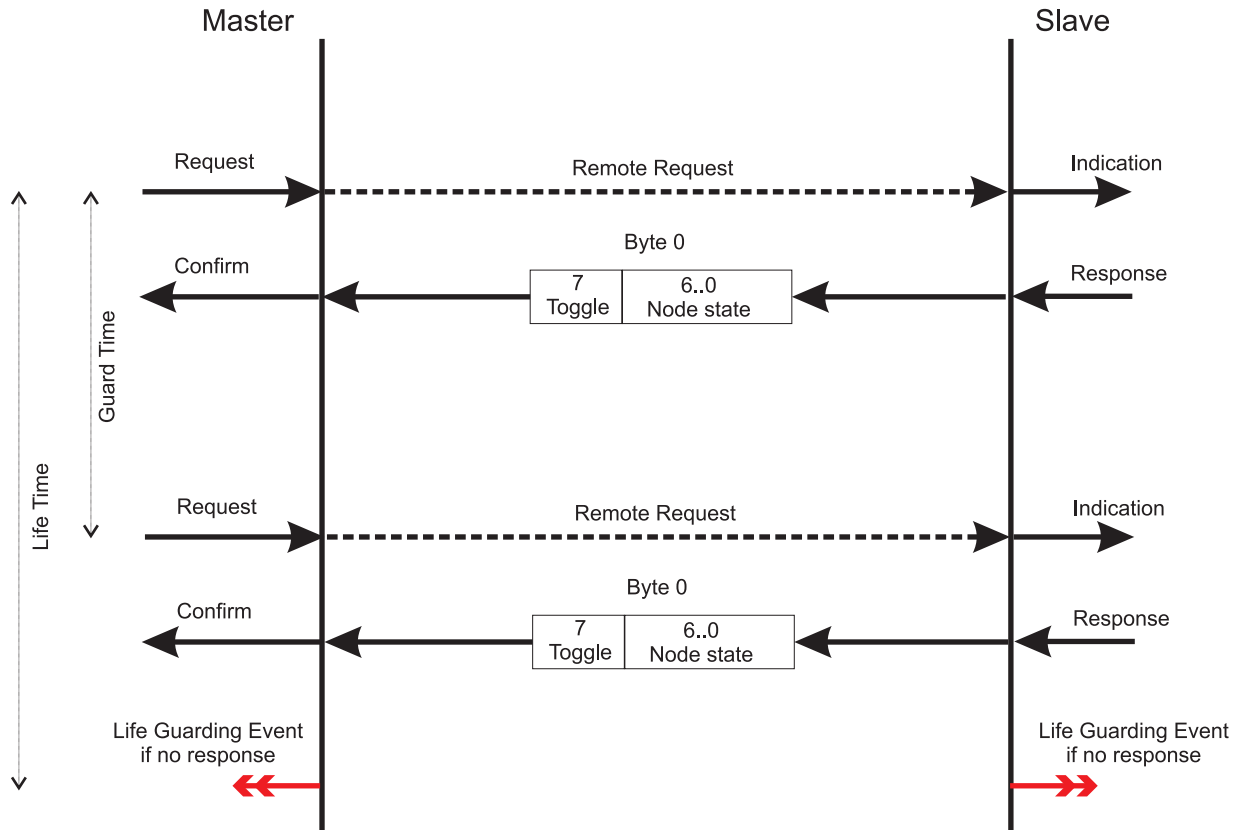 Master
Slave
Request
Remote Request
Indication
Byte 0
Confirm
7
Toggle
6..0
Node state
Response
Guard Time
Life Time
Request
Remote Request
Indication
Byte 0
Confirm
7
Toggle
6..0
Node state
Response
Life Guarding Event
if no response
Life Guarding Event
if no response